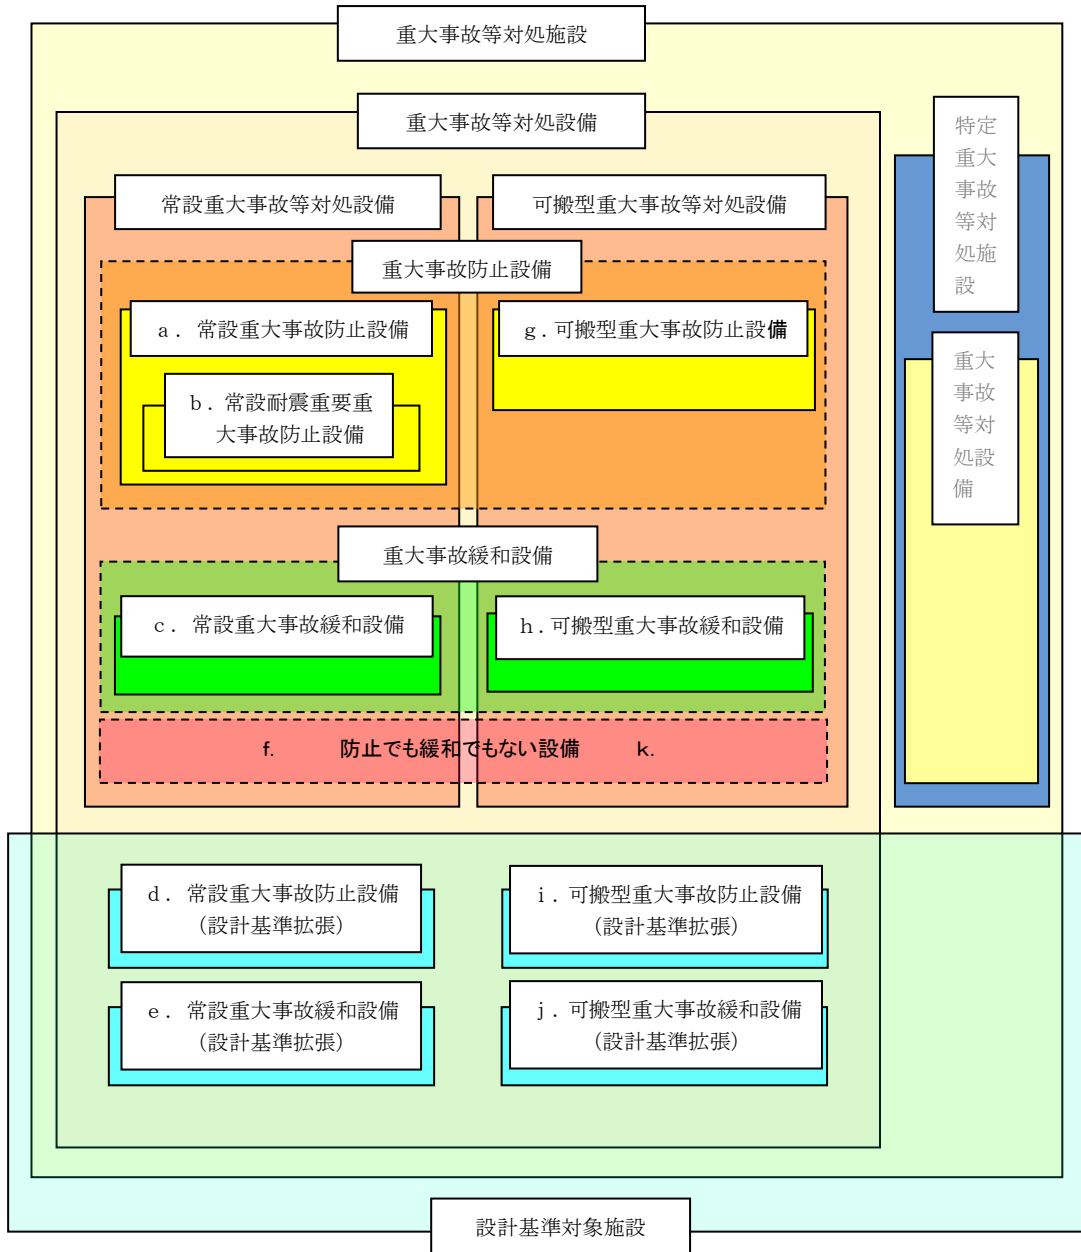 重大事故等対処施設
重大事故等対処設備
特定
重大
事故
等対
処施
設
常設重大事故等対処設備
可搬型重大事故等対処設備
重大事故防止設備
a．常設重大事故防止設備
g．可搬型重大事故防止設備
b．常設耐震重要重
大事故防止設備
重大
事故
等対
処設
備
重大事故緩和設備
c．常設重大事故緩和設備
h．可搬型重大事故緩和設備
f. 防止でも緩和でもない設備 k.
d．常設重大事故防止設備
（設計基準拡張）
i．可搬型重大事故防止設備
（設計基準拡張）
e．常設重大事故緩和設備
（設計基準拡張）
j．可搬型重大事故緩和設備
（設計基準拡張）
設計基準対象施設